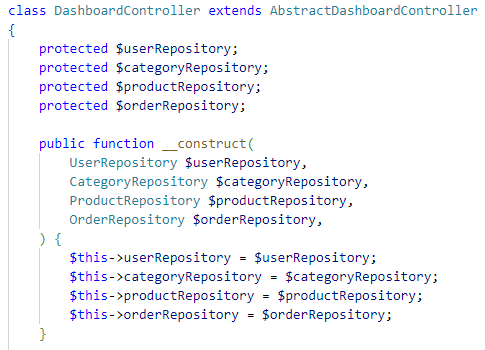 class DashboardController extends AbstractDashboardController
{
    protected $userRepository;
    protected $categoryRepository;
    protected $productRepository;
    protected $orderRepository;

    public function __construct(
        UserRepository $userRepository,
        CategoryRepository $categoryRepository,
        ProductRepository $productRepository,
        OrderRepository $orderRepository,
    ) {
        $this->userRepository = $userRepository;
        $this->categoryRepository = $categoryRepository;
        $this->productRepository = $productRepository;
        $this->orderRepository = $orderRepository;
    }